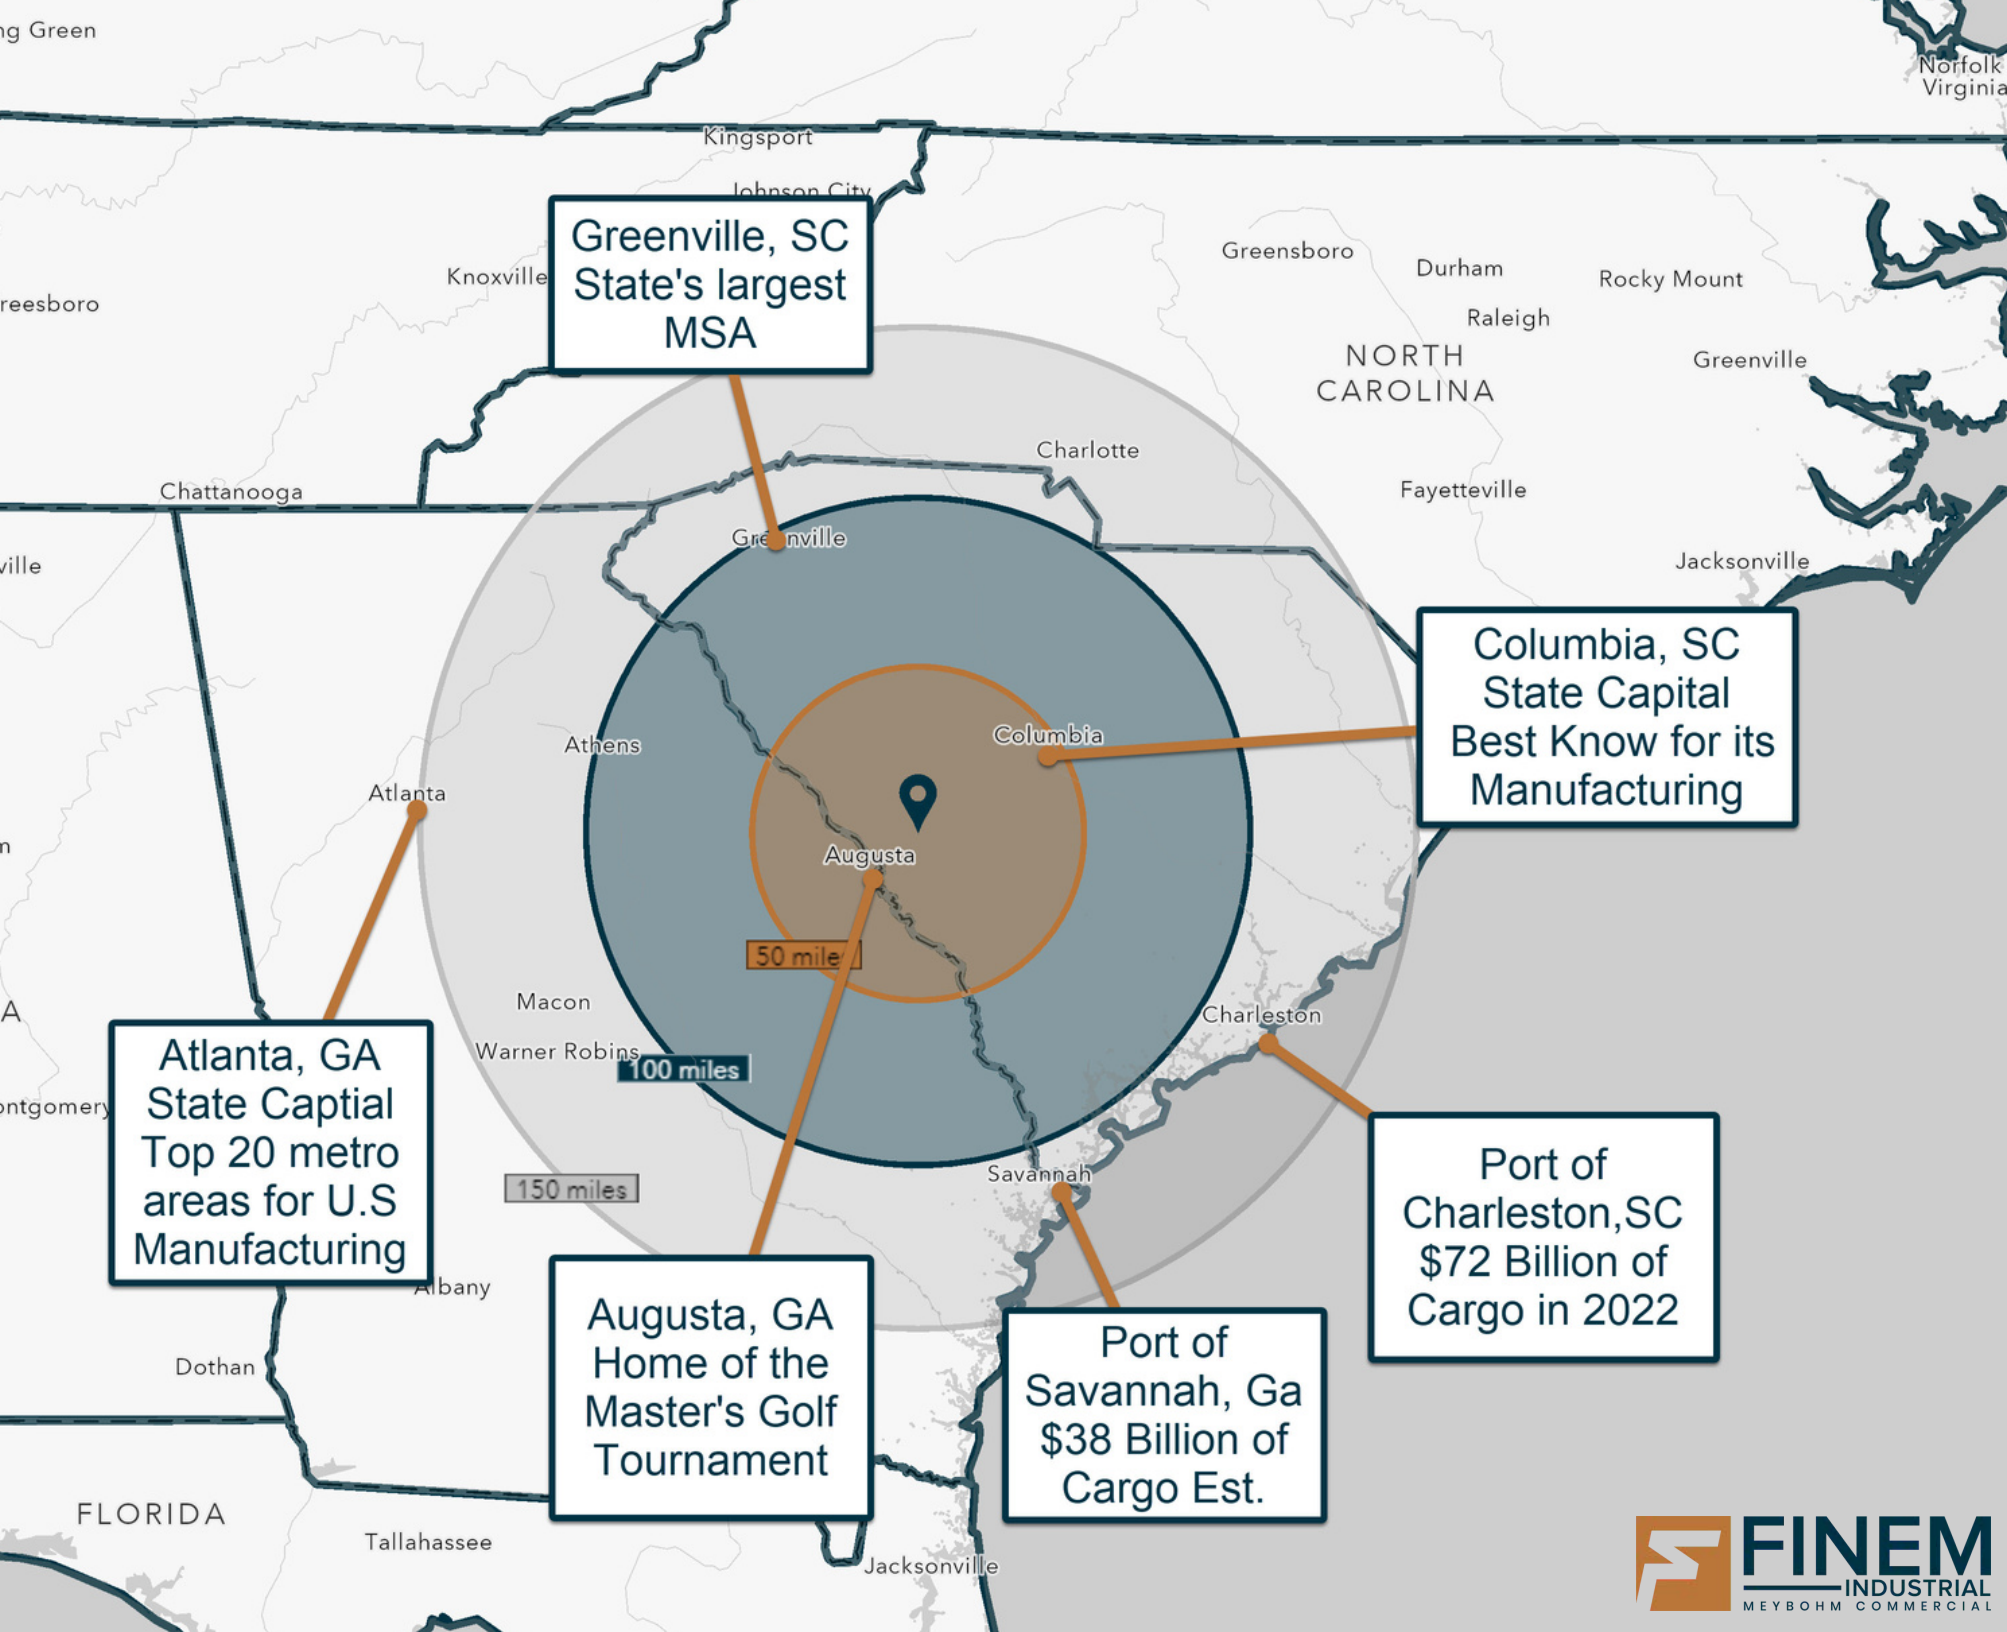 ng Green
Norfolk
Virginia
Kingsport
Johnson City
Greenville, SC
State's largest
MSA
Knoxville
reesboro
Greensboro
Durham
Rocky Mount
Raleigh
NORTH
CAROLINA
Greenville
Charlotte
Chattanooga
Fayetteville
Greenville
ville
Jacksonville
Columbia, SC
State Capital
Best Know for its
Manufacturing
Columbia
Athens
Atlanta
Augusta
50 miles
Macon
Warner Robins
100 miles
Charleston
A
ontgomery
Atlanta, GA
State Captial
Top 20 metro
areas for U.S
Manufacturing
150 miles
Savannah
Port of
Charleston,SC
$72 Billion of
Cargo in 2022
Albany
Augusta, GA
Home of the
Master's Golf
Tournament
Port of
Savannah, Ga
$38 Billion of
Cargo Est.
Dothan
FLORIDA
Tallahassee
Jacksonville
FINEM
INDUSTRIAL
MEYBOHM COMMERCIAL